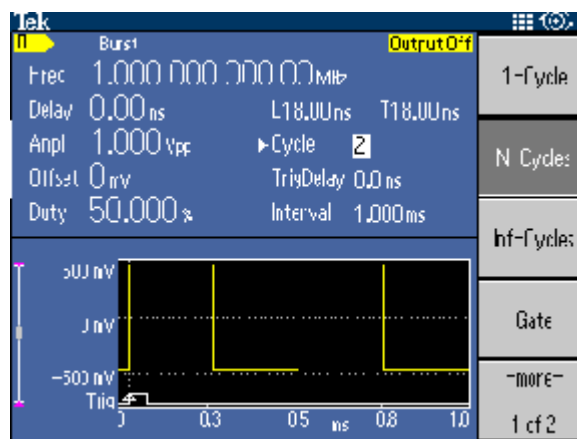 Tek
Burst
Output Off
Freq 1.000 000 000 00 MHz
Delay 0.00 ns L18.00ns T18.00ns
Ampl 1.000 Vpp Cycle 2
Offset 0 mV TrigDelay 0.0 ns
Duty 50.000 % Interval 1.000ms
1-Cycle
N-Cycles
Inf-Cycles
Gate
-more-
1 of 2
500 mV
0 mV
-500 mV
Trig
0 0.3 0.5 ms 0.8 1.0